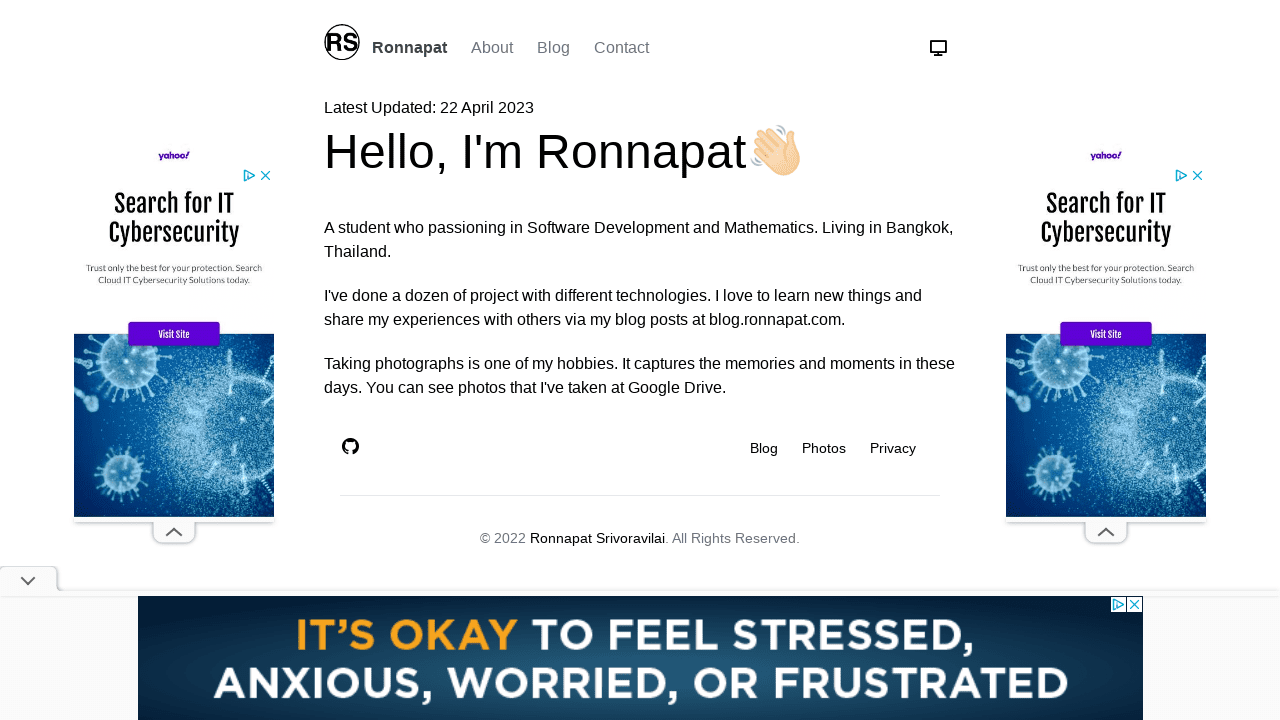 RS Ronnapat About Blog Contact
Latest Updated: 22 April 2023
Hello, I'm Ronnapat👋🏻
A student who passioning in Software Development and Mathematics. Living in Bangkok,
Thailand.
I've done a dozen of project with different technologies. I love to learn new things and
share my experiences with others via my blog posts at blog.ronnapat.com.
Taking photographs is one of my hobbies. It captures the memories and moments in these
days. You can see photos that I've taken at Google Drive.
Blog Photos Privacy
© 2022 Ronnapat Srivoravilai. All Rights Reserved.
yahoo!
Search for IT
Cybersecurity
Trust only the best for your protection. Search
Cloud IT Cybersecurity Solutions today.
Visit Site
yahoo!
Search for IT
Cybersecurity
Trust only the best for your protection. Search
Cloud IT Cybersecurity Solutions today.
Visit Site
IT'S OKAY TO FEEL STRESSED,
ANXIOUS, WORRIED, OR FRUSTRATED